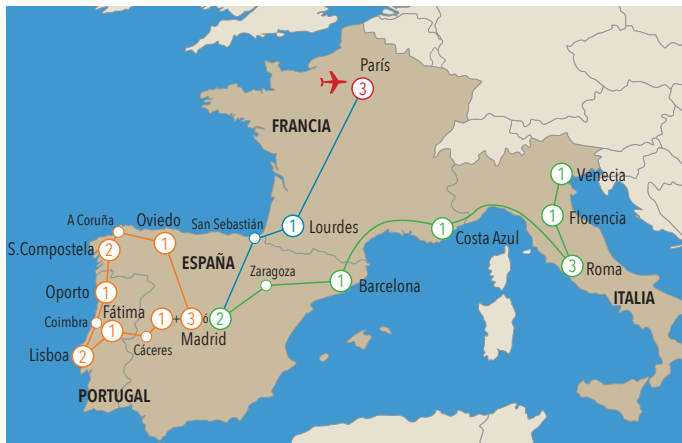 París
3
FRANCIA
1
Venecia
A Coruña
Oviedo
San Sebastián
1
Lourdes
1
Florencia
S.Compostela
2
1
1
Costa Azul
ESPAÑA
Zaragoza
3
Roma
Oporto
1
1
Barcelona
ITALIA
Fátima
Coimbra
1
1
+
3
ó
2
Madrid
Cáceres
Lisboa
2
PORTUGAL